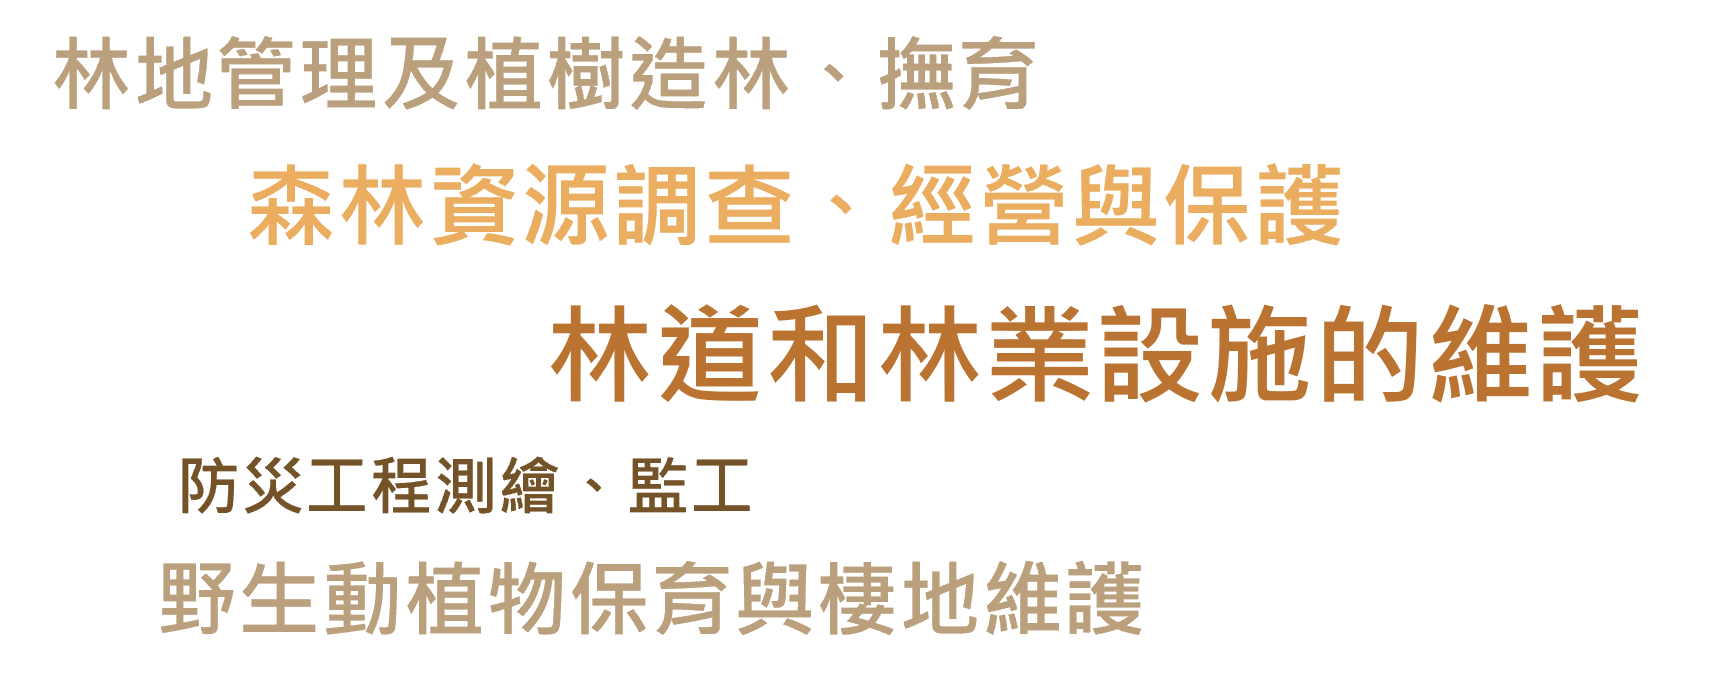 林地管理及植樹造林、撫育
森林資源調查、經營與保護
林道和林業設施的維護
防災工程測繪、監工
野生動植物保育與棲地維護